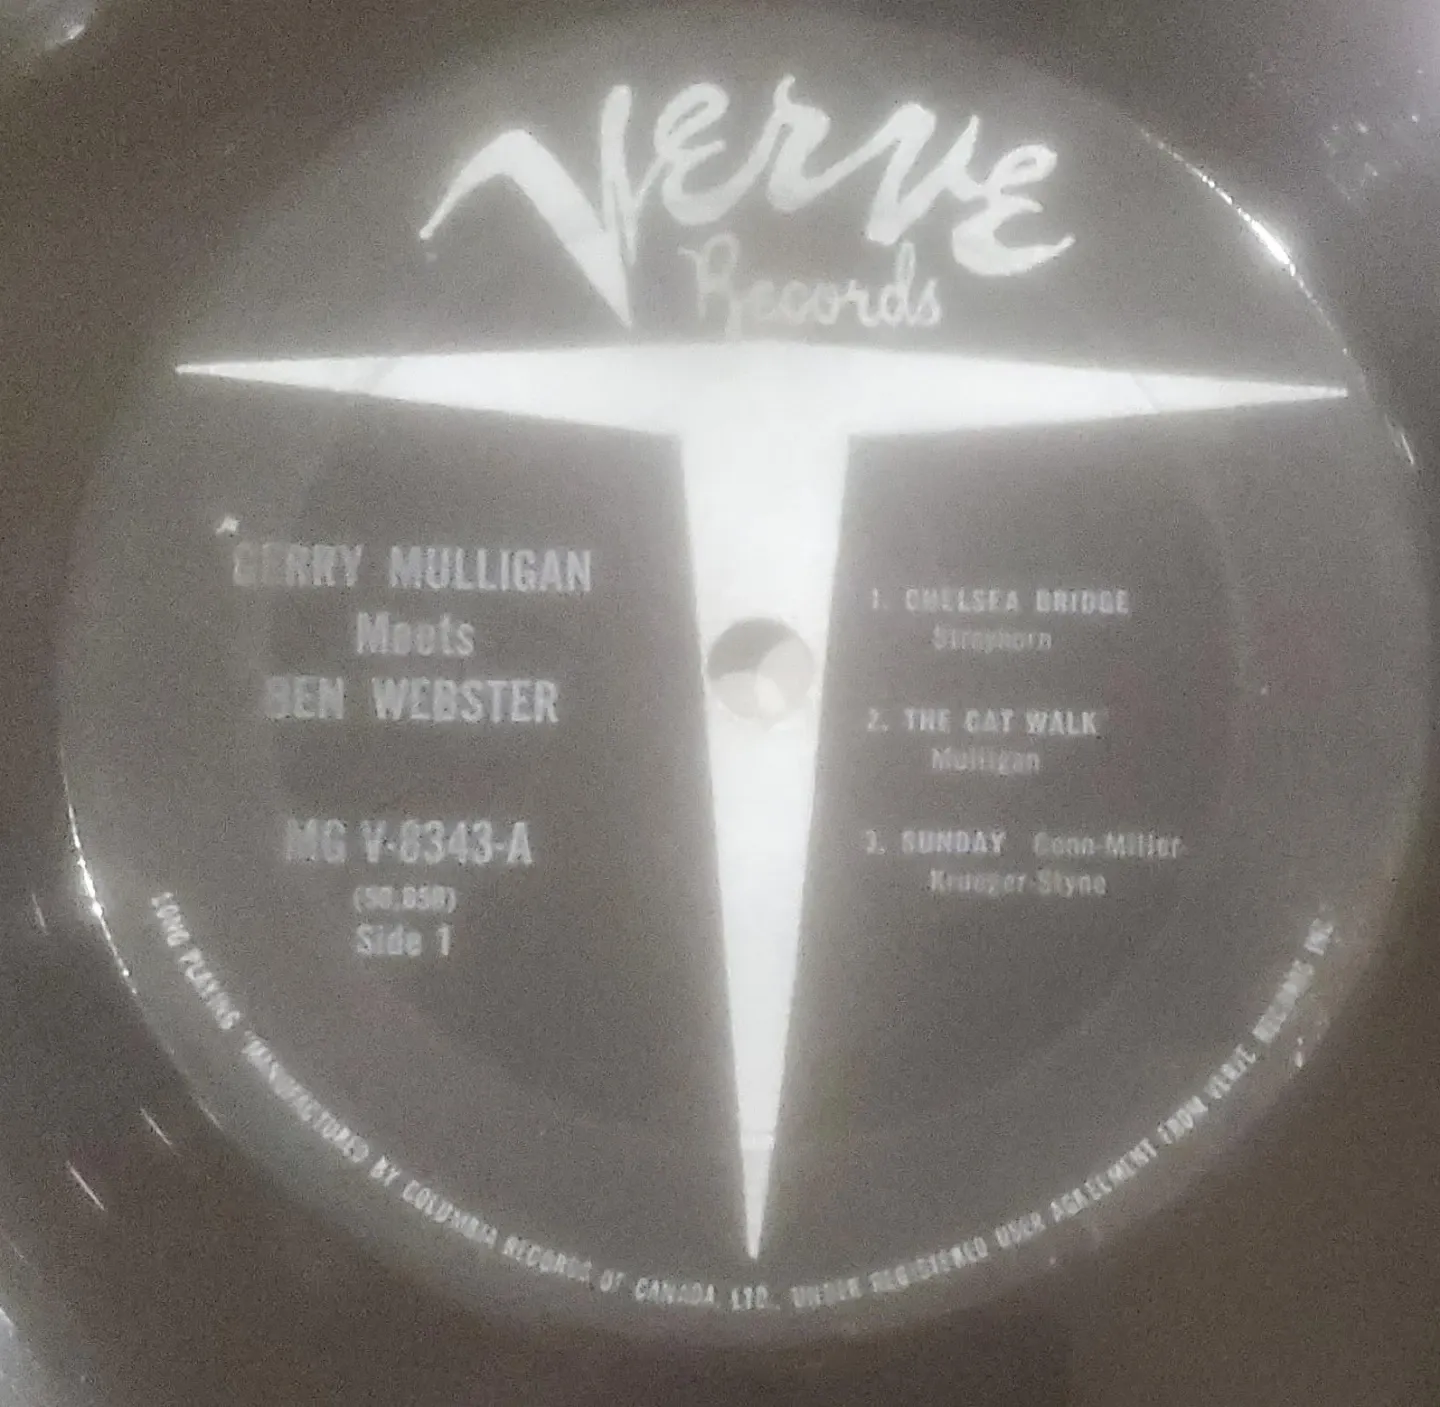 Verve
Records
GERRY MULLIGAN
Meets
BEN WEBSTER
MG V-8343-A
Side 1
1. CHELSEA BRIDGE
Strayhorn
2. THE CAT WALK
Mulligan
3. SUNDAY Conn-Miller-
Krueger-Styne
LONG PLAYING MANUFACTURED BY COLUMBIA RECORDS OF CANADA, LTD., UNDER REGISTERED USER AGREEMENT FROM VERVE RECORDS INC.